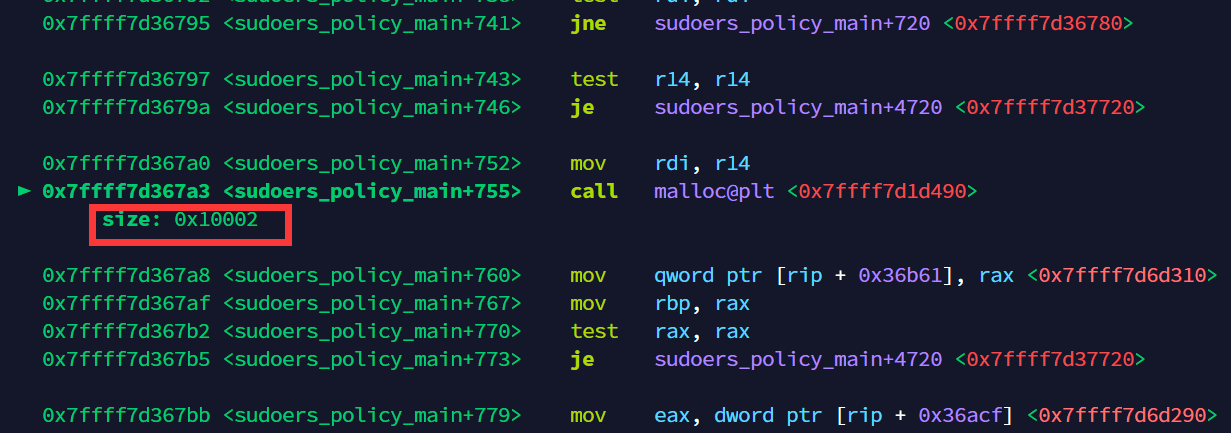 0x7ffff7d36795 <sudoers_policy_main+741> jne sudoers_policy_main+720 <0x7ffff7d36780>
0x7ffff7d36797 <sudoers_policy_main+743> test r14, r14
0x7ffff7d3679a <sudoers_policy_main+746> je sudoers_policy_main+4720 <0x7ffff7d37720>
0x7ffff7d367a0 <sudoers_policy_main+752> mov rdi, r14
► 0x7ffff7d367a3 <sudoers_policy_main+755> call malloc@plt <0x7ffff7d1d490>
size: 0x10002
0x7ffff7d367a8 <sudoers_policy_main+760> mov qword ptr [rip + 0x36b61], rax <0x7ffff7d6d310>
0x7ffff7d367af <sudoers_policy_main+767> mov rbp, rax
0x7ffff7d367b2 <sudoers_policy_main+770> test rax, rax
0x7ffff7d367b5 <sudoers_policy_main+773> je sudoers_policy_main+4720 <0x7ffff7d37720>
0x7ffff7d367bb <sudoers_policy_main+779> mov eax, dword ptr [rip + 0x36acf] <0x7ffff7d6d290>